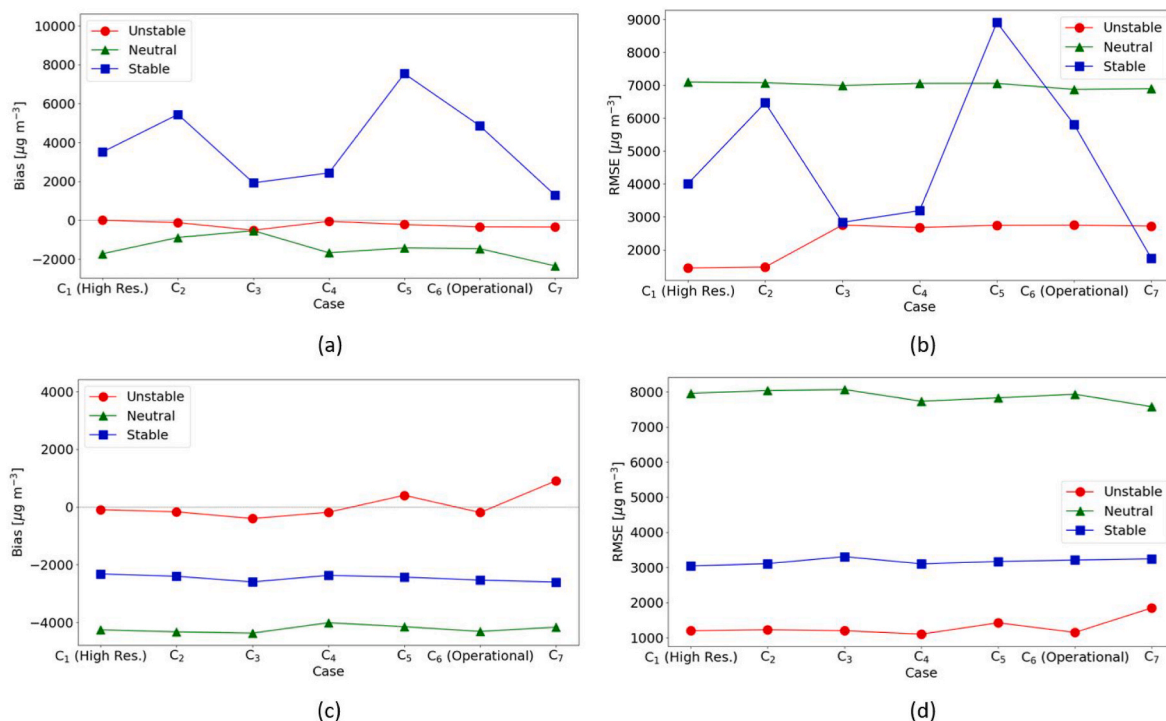 10000
8000
6000
4000
2000
0
−2000
Bias [μg m⁻³]
Unstable
Neutral
Stable
C₁ (High Res.) C₂ C₃ C₄ C₅ C₆ (Operational) C₇
Case
(a)
9000
8000
7000
6000
5000
4000
3000
2000
RMSE [μg m⁻³]
Unstable
Neutral
Stable
C₁ (High Res.) C₂ C₃ C₄ C₅ C₆ (Operational) C₇
Case
(b)
4000
2000
0
−2000
−4000
Bias [μg m⁻³]
Unstable
Neutral
Stable
C₁ (High Res.) C₂ C₃ C₄ C₅ C₆ (Operational) C₇
Case
(c)
8000
7000
6000
5000
4000
3000
2000
1000
RMSE [μg m⁻³]
Unstable
Neutral
Stable
C₁ (High Res.) C₂ C₃ C₄ C₅ C₆ (Operational) C₇
Case
(d)